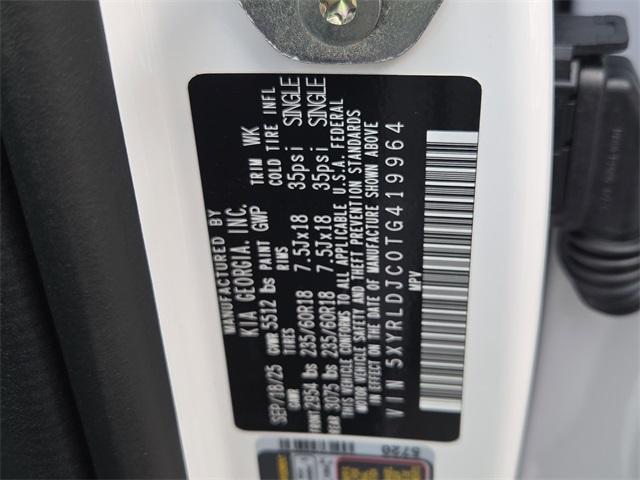 MANUFACTURED BY
KIA GEORGIA, INC.
SEP/18/25 GVWR 5512 lbs PAINT GWP TRIM WK
GAWR TIRES RIMS COLD TIRE INFL
FRONT 2954 lbs 235/60R18 7.5Jx18 35psi SINGLE
REAR 3075 lbs 235/60R18 7.5Jx18 35psi SINGLE
THIS VEHICLE CONFORMS TO ALL APPLICABLE U.S.A. FEDERAL
MOTOR VEHICLE SAFETY AND THEFT PREVENTION STANDARDS
IN EFFECT ON THE DATE OF MANUFACTURE SHOWN ABOVE
VIN 5XYRLDJC0TG419964
MPV
5720